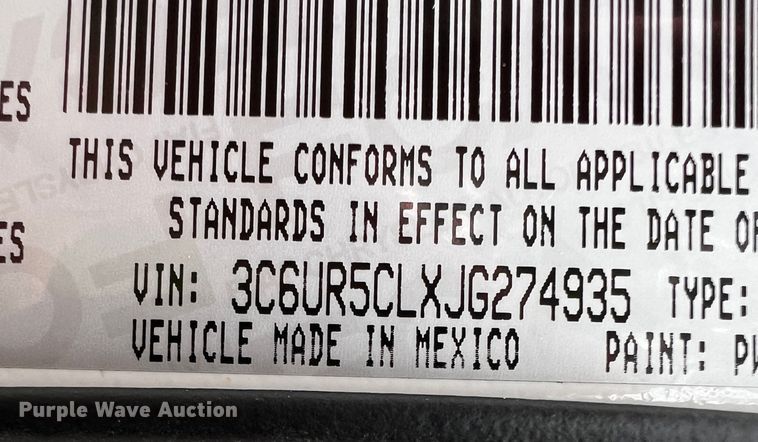 ES
THIS VEHICLE CONFORMS TO ALL APPLICABLE
STANDARDS IN EFFECT ON THE DATE OF
ES
VIN: 3C6UR5CLXJG274935 TYPE:
VEHICLE MADE IN MEXICO PAINT: PW
Purple Wave Auction